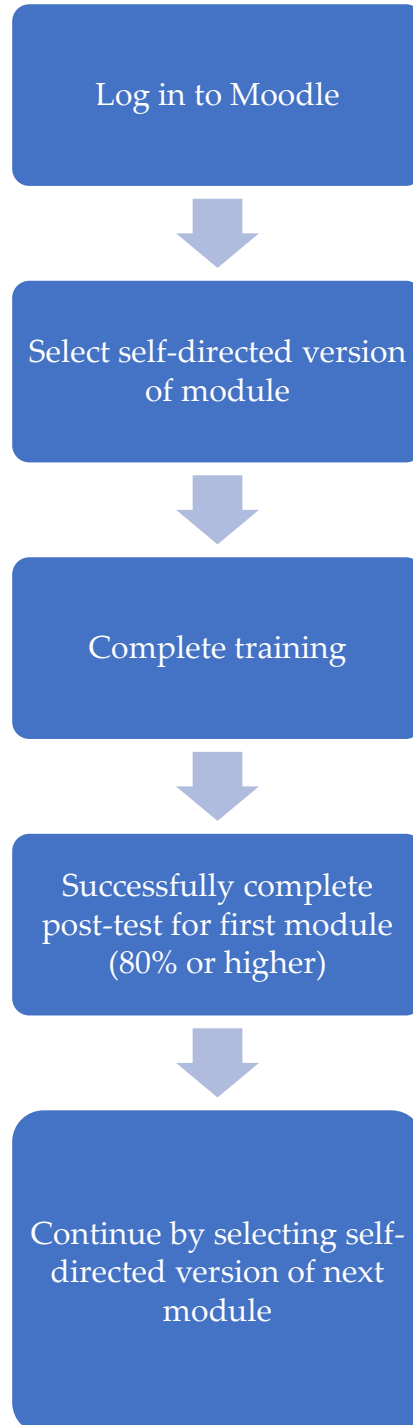 Log in to Moodle
Select self-directed version
of module
Complete training
Successfully complete
post-test for first module
(80% or higher)
Continue by selecting self-
directed version of next
module